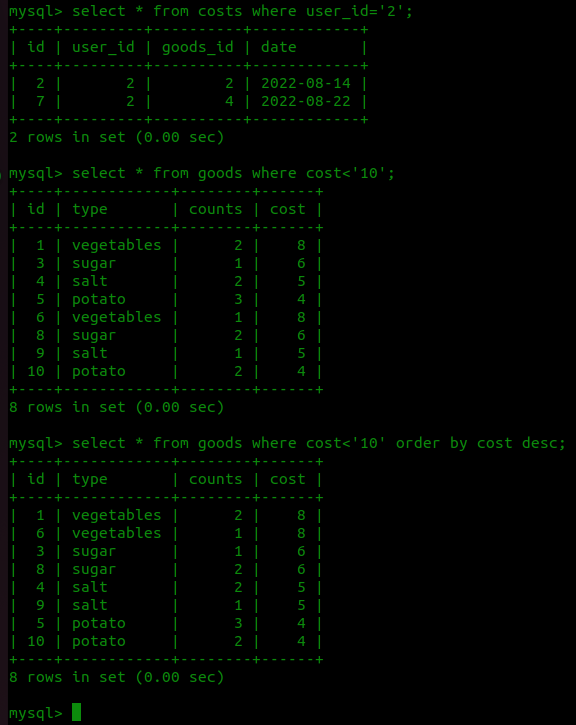 mysql> select * from costs where user_id='2';
+----+---------+----------+------------+
| id | user_id | goods_id | date       |
+----+---------+----------+------------+
|  2 |       2 |        2 | 2022-08-14 |
|  7 |       2 |        4 | 2022-08-22 |
+----+---------+----------+------------+
2 rows in set (0.00 sec)

mysql> select * from goods where cost<'10';
+----+------------+--------+------+
| id | type       | counts | cost |
+----+------------+--------+------+
|  1 | vegetables |      2 |    8 |
|  3 | sugar      |      1 |    6 |
|  4 | salt       |      2 |    5 |
|  5 | potato     |      3 |    4 |
|  6 | vegetables |      1 |    8 |
|  8 | sugar      |      2 |    6 |
|  9 | salt       |      1 |    5 |
| 10 | potato     |      2 |    4 |
+----+------------+--------+------+
8 rows in set (0.00 sec)

mysql> select * from goods where cost<'10' order by cost desc;
+----+------------+--------+------+
| id | type       | counts | cost |
+----+------------+--------+------+
|  1 | vegetables |      2 |    8 |
|  6 | vegetables |      1 |    8 |
|  3 | sugar      |      1 |    6 |
|  8 | sugar      |      2 |    6 |
|  4 | salt       |      2 |    5 |
|  9 | salt       |      1 |    5 |
|  5 | potato     |      3 |    4 |
| 10 | potato     |      2 |    4 |
+----+------------+--------+------+
8 rows in set (0.00 sec)

mysql>